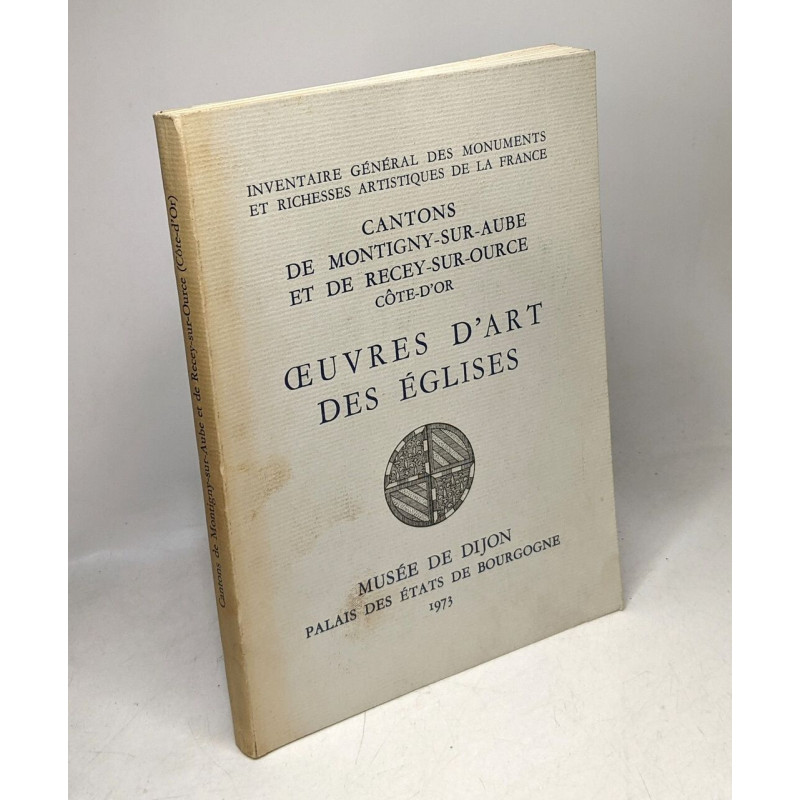 INVENTAIRE GÉNÉRAL DES MONUMENTS
ET RICHESSES ARTISTIQUES DE LA FRANCE
CANTONS
DE MONTIGNY-SUR-AUBE
ET DE RECEY-SUR-OURCE
CÔTE-D'OR
ŒUVRES D'ART
DES ÉGLISES
MUSÉE DE DIJON
PALAIS DES ÉTATS DE BOURGOGNE
1973
Cantons de Montigny-sur-Aube et de Recey-sur-Ource (Côte-d'Or)